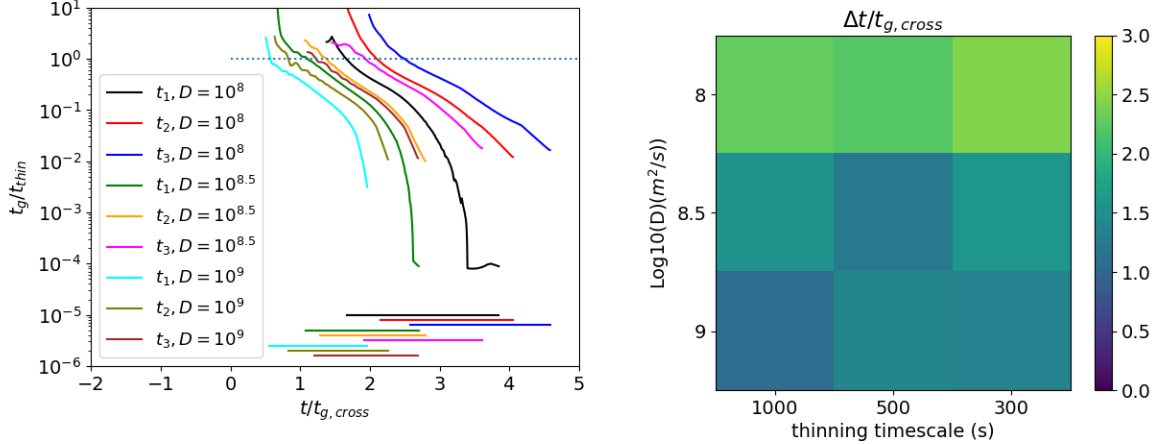 10^1
10^0
10^-1
10^-2
10^-3
10^-4
10^-5
10^-6
t_g/t_thin
t_1, D = 10^8
t_2, D = 10^8
t_3, D = 10^8
t_1, D = 10^8.5
t_2, D = 10^8.5
t_3, D = 10^8.5
t_1, D = 10^9
t_2, D = 10^9
t_3, D = 10^9
−2 −1 0 1 2 3 4 5
t/t_g,cross
Δt/t_g,cross
Log10(D)(m^2/s))
8
8.5
9
1000 500 300
thinning timescale (s)
3.0
2.5
2.0
1.5
1.0
0.5
0.0